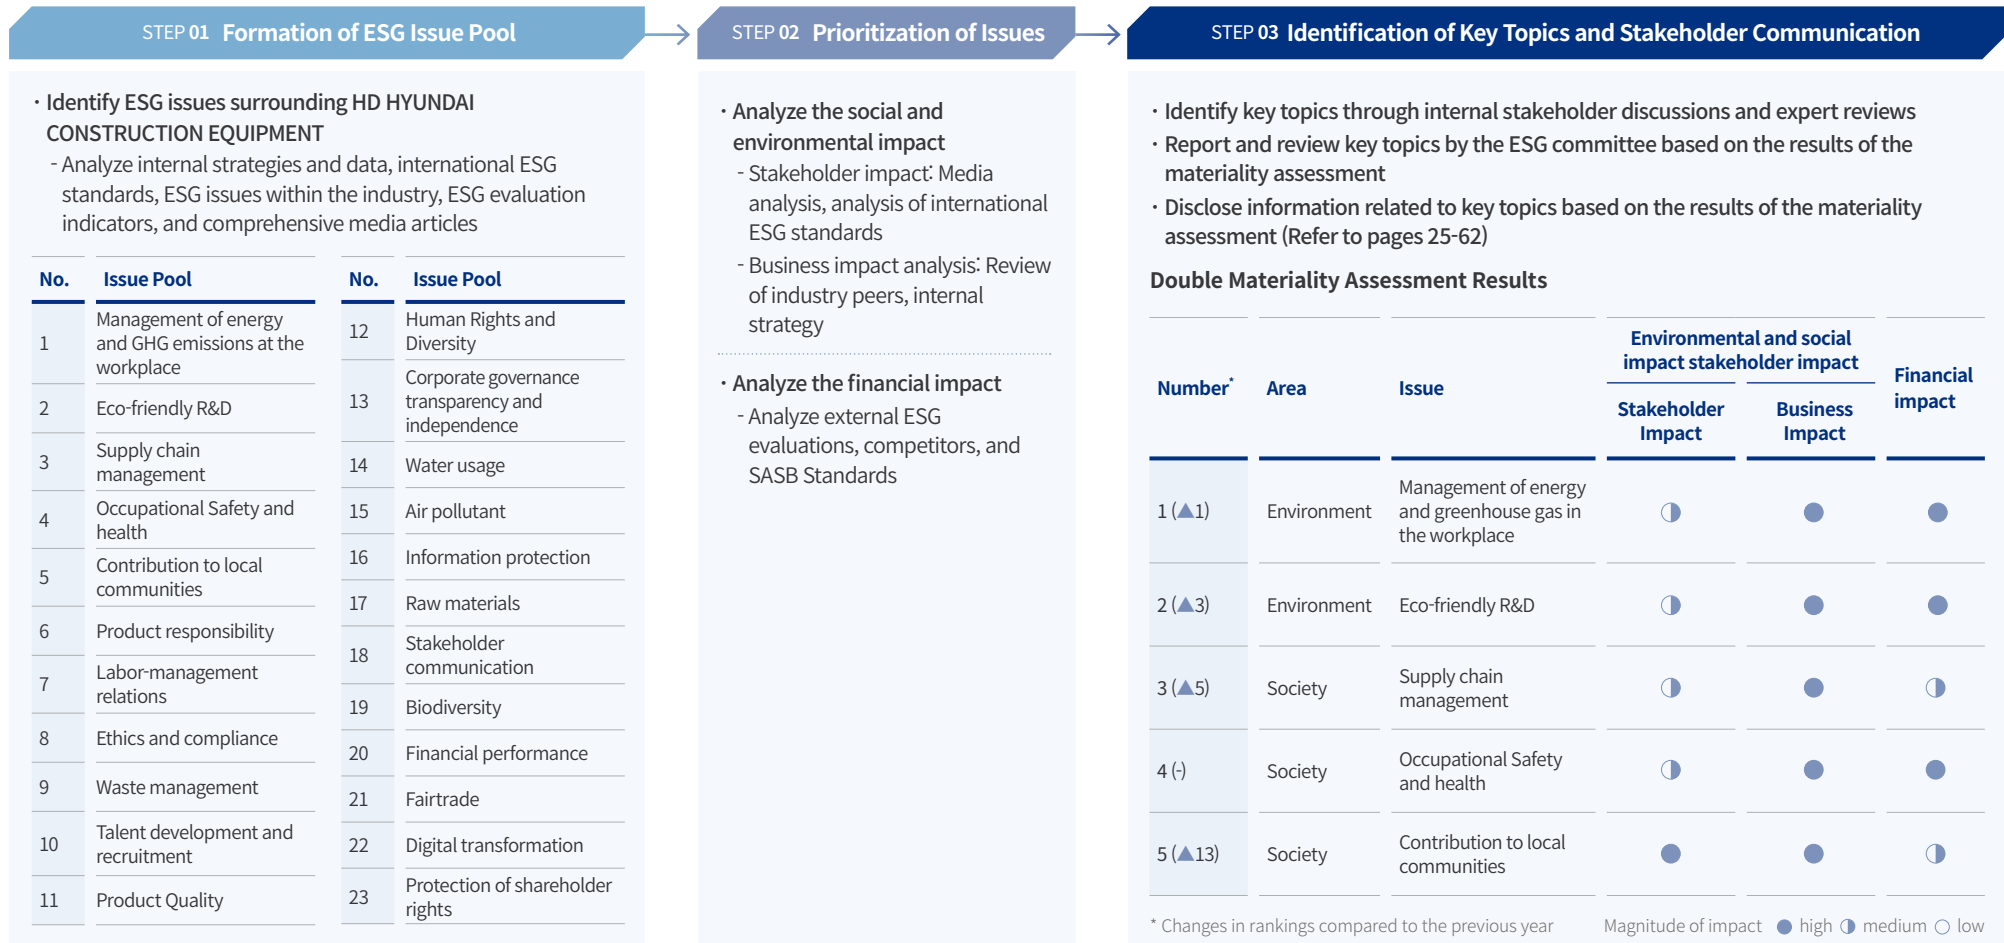 STEP 01 Formation of ESG Issue Pool
· Identify ESG issues surrounding HD HYUNDAI
CONSTRUCTION EQUIPMENT
- Analyze internal strategies and data, international ESG
standards, ESG issues within the industry, ESG evaluation
indicators, and comprehensive media articles
No. Issue Pool
1 Management of energy
and GHG emissions at the
workplace
2 Eco-friendly R&D
3 Supply chain
management
4 Occupational Safety and
health
5 Contribution to local
communities
6 Product responsibility
7 Labor-management
relations
8 Ethics and compliance
9 Waste management
10 Talent development and
recruitment
11 Product Quality
No. Issue Pool
12 Human Rights and
Diversity
13 Corporate governance
transparency and
independence
14 Water usage
15 Air pollutant
16 Information protection
17 Raw materials
18 Stakeholder
communication
19 Biodiversity
20 Financial performance
21 Fairtrade
22 Digital transformation
23 Protection of shareholder
rights
STEP 02 Prioritization of Issues
· Analyze the social and
environmental impact
- Stakeholder impact: Media
analysis, analysis of international
ESG standards
- Business impact analysis: Review
of industry peers, internal
strategy
· Analyze the financial impact
- Analyze external ESG
evaluations, competitors, and
SASB Standards
STEP 03 Identification of Key Topics and Stakeholder Communication
· Identify key topics through internal stakeholder discussions and expert reviews
· Report and review key topics by the ESG committee based on the results of the
materiality assessment
· Disclose information related to key topics based on the results of the materiality
assessment (Refer to pages 25-62)
Double Materiality Assessment Results
Number* Area Issue
Environmental and social
impact stakeholder impact
Stakeholder
Impact
Business
Impact
Financial
impact
1 (▲1) Environment Management of energy
and greenhouse gas in
the workplace
◑ ● ●
2 (▲3) Environment Eco-friendly R&D ◑ ● ●
3 (▲5) Society Supply chain
management
◑ ● ◑
4 (-) Society Occupational Safety
and health
◑ ● ●
5 (▲13) Society Contribution to local
communities
● ● ◑
* Changes in rankings compared to the previous year
Magnitude of impact ● high ◑ medium ○ low